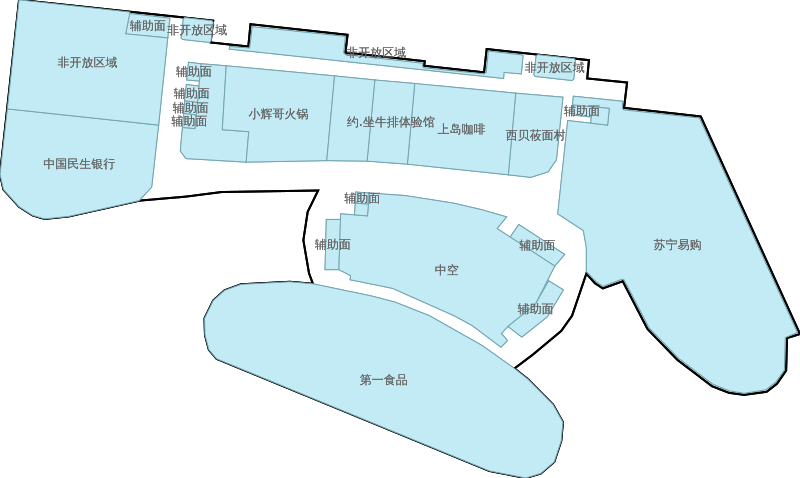 辅助面
非开放区域
非开放区域
非开放区域
非开放区域
辅助面
辅助面
辅助面
辅助面
小辉哥火锅
约.坐牛排体验馆
上岛咖啡
西贝莜面村
辅助面
中国民生银行
辅助面
辅助面
辅助面
苏宁易购
中空
辅助面
第一食品